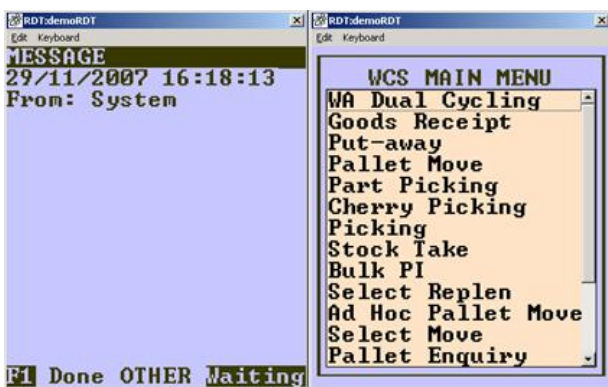 RDT:demoRDT
Edit Keyboard
MESSAGE
29/11/2007 16:18:13
From: System
F1 Done OTHER Waiting
RDT:demoRDT
Edit Keyboard
WCS MAIN MENU
WA Dual Cycling
Goods Receipt
Put-away
Pallet Move
Part Picking
Cherry Picking
Picking
Stock Take
Bulk PI
Select Replen
Ad Hoc Pallet Move
Select Move
Pallet Enquiry